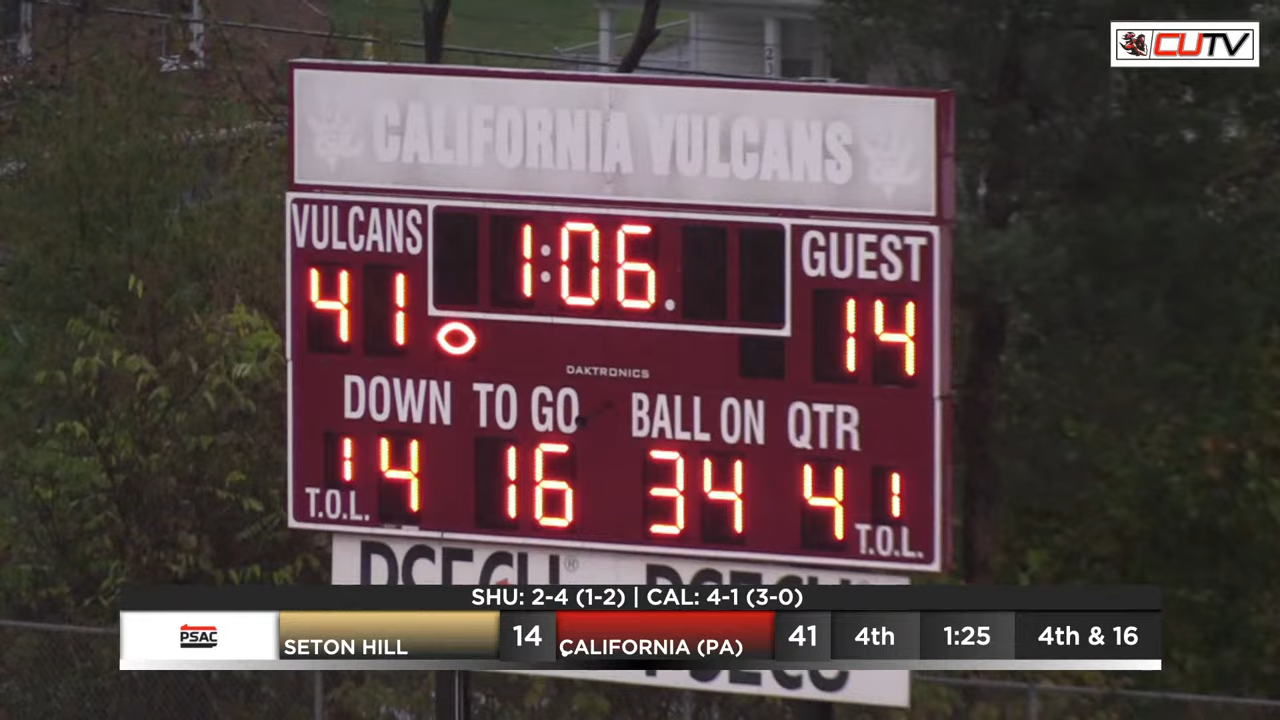 CUTV
CALIFORNIA VULCANS
VULCANS
1:06.
GUEST
41
14
DAKTRONICS
DOWN TO GO BALL ON QTR
1 4 16 34 4 1
T.O.L.
T.O.L.
SHU: 2-4 (1-2) | CAL: 4-1 (3-0)
PSAC
SETON HILL
14
CALIFORNIA (PA)
41
4th
1:25
4th & 16